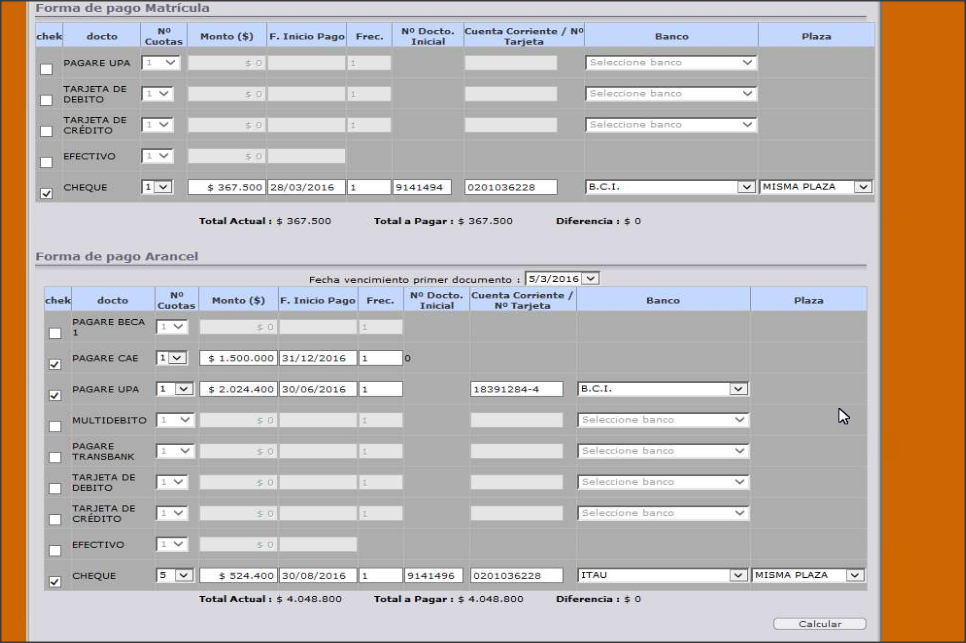 Forma de pago Matrícula
chek docto Nº Cuotas Monto ($) F. Inicio Pago Frec. Nº Docto. Inicial Cuenta Corriente / Nº Tarjeta Banco Plaza
PAGARE UPA 1 $ 0 1 Seleccione banco
TARJETA DE DEBITO 1 $ 0 1 Seleccione banco
TARJETA DE CRÉDITO 1 $ 0 1 Seleccione banco
EFECTIVO 1 $ 0
CHEQUE 1 $ 367.500 28/03/2016 1 9141494 0201036228 B.C.I. MISMA PLAZA
Total Actual : $ 367.500 Total a Pagar : $ 367.500 Diferencia : $ 0
Forma de pago Arancel
Fecha vencimiento primer documento : 5/3/2016
chek docto Nº Cuotas Monto ($) F. Inicio Pago Frec. Nº Docto. Inicial Cuenta Corriente / Nº Tarjeta Banco Plaza
PAGARE BECA 1 1 $ 0 1
PAGARE CAE 1 $ 1.500.000 31/12/2016 1 0
PAGARE UPA 1 $ 2.024.400 30/06/2016 1 18391284-4 B.C.I.
MULTIDEBITO 1 $ 0 1 Seleccione banco
PAGARE TRANSBANK 1 $ 0 1 Seleccione banco
TARJETA DE DEBITO 1 $ 0 1 Seleccione banco
TARJETA DE CRÉDITO 1 $ 0 1 Seleccione banco
EFECTIVO 1 $ 0
CHEQUE 5 $ 524.400 30/08/2016 1 9141496 0201036228 ITAU MISMA PLAZA
Total Actual : $ 4.048.800 Total a Pagar : $ 4.048.800 Diferencia : $ 0
Calcular